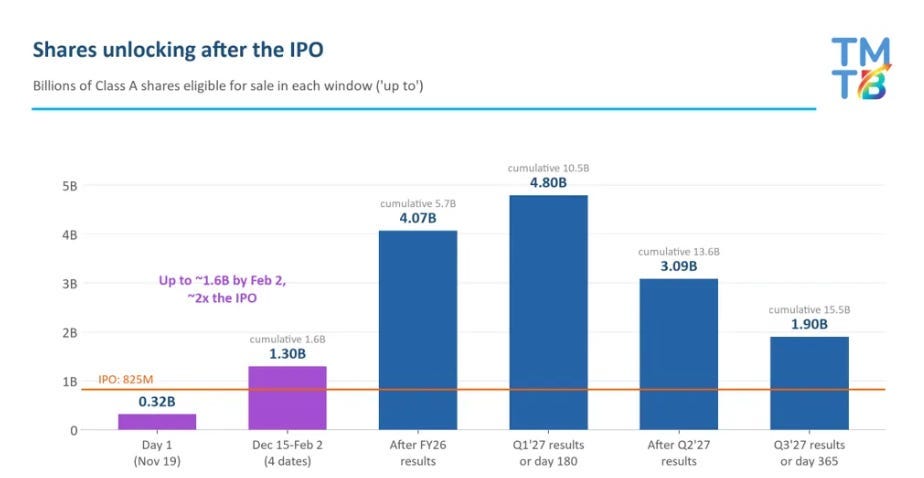 Shares unlocking after the IPO
Billions of Class A shares eligible for sale in each window ('up to')
TM
TB
5B
4B
3B
2B
1B
0
Up to ~1.6B by Feb 2,
~2x the IPO
IPO: 825M
0.32B
cumulative 1.6B
1.30B
cumulative 5.7B
4.07B
cumulative 10.5B
4.80B
cumulative 13.6B
3.09B
cumulative 15.5B
1.90B
Day 1
(Nov 19)
Dec 15-Feb 2
(4 dates)
After FY26
results
Q1'27 results
or day 180
After Q2'27
results
Q3'27 results
or day 365